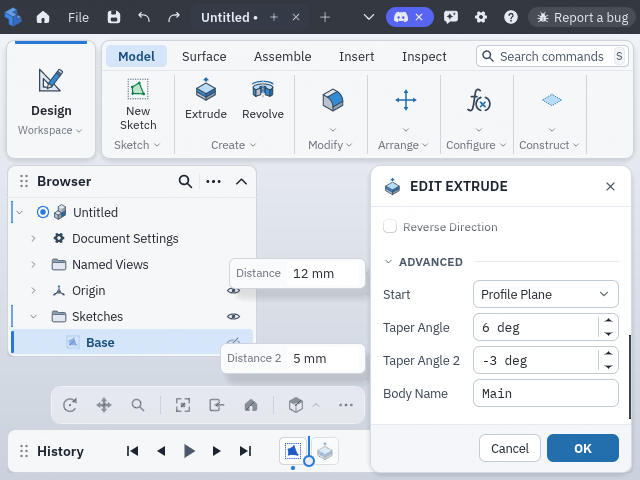 File Untitled • Report a bug
Design
Workspace
Model Surface Assemble Insert Inspect Search commands S
New Sketch
Extrude
Revolve
Sketch Create Modify Arrange Configure Construct
Browser
Untitled
Document Settings
Named Views
Origin
Sketches
Base
Distance 12 mm
Distance 2 5 mm
History
EDIT EXTRUDE
Reverse Direction
ADVANCED
Start Profile Plane
Taper Angle 6 deg
Taper Angle 2 -3 deg
Body Name Main
Cancel OK